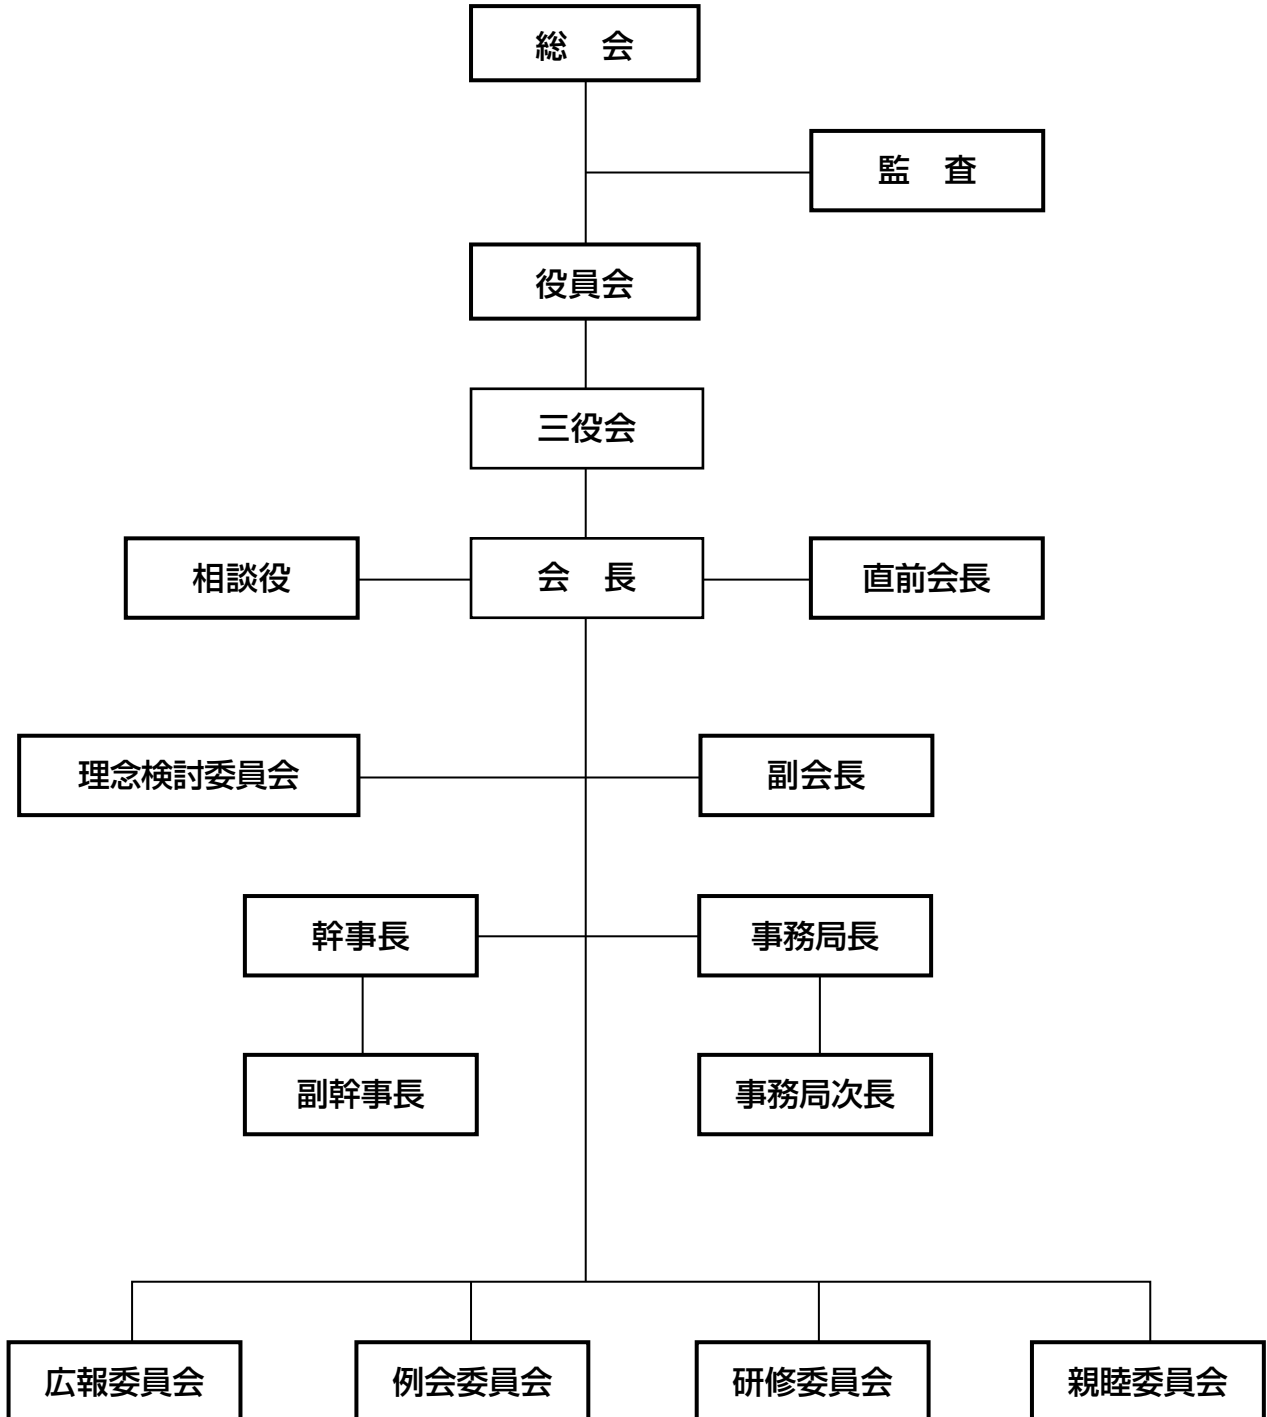 総　会
監　査
役員会
三役会
相談役
会　長
直前会長
理念検討委員会
副会長
幹事長
事務局長
副幹事長
事務局次長
広報委員会
例会委員会
研修委員会
親睦委員会